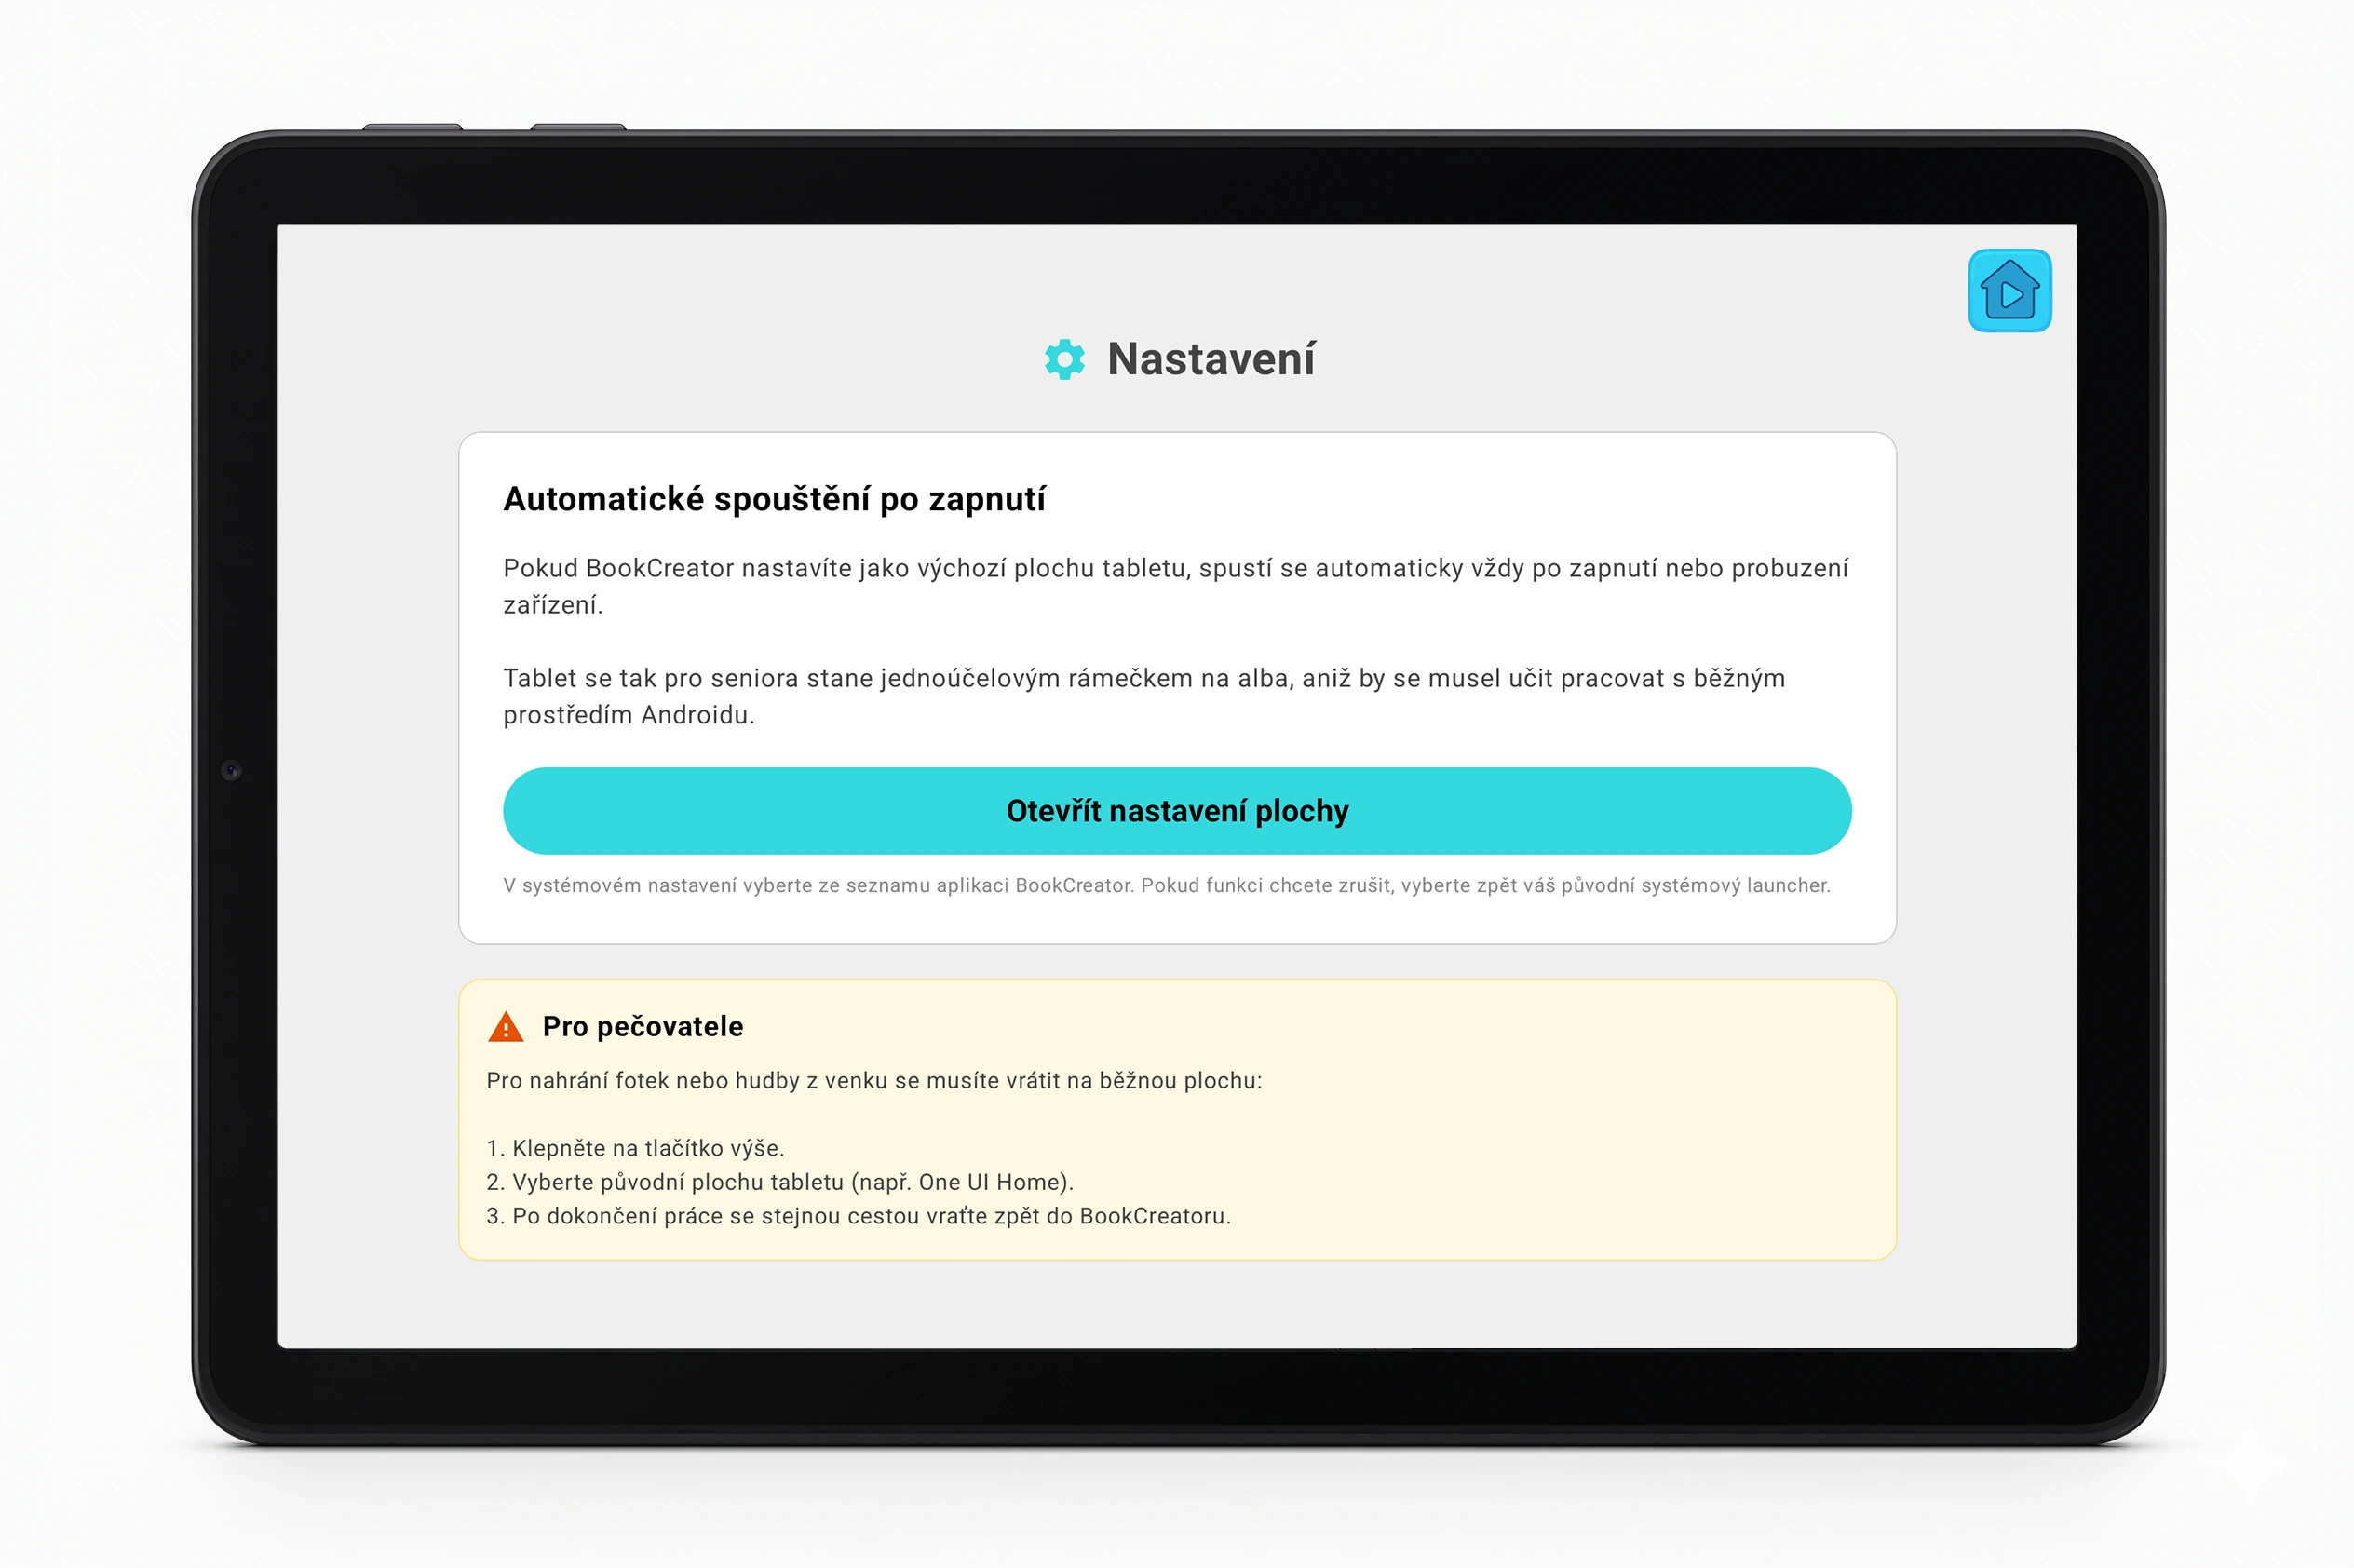 Nastavení
Automatické spouštění po zapnutí
Pokud BookCreator nastavíte jako výchozí plochu tabletu, spustí se automaticky vždy po zapnutí nebo probuzení
zařízení.
Tablet se tak pro seniora stane jednoúčelovým rámečkem na alba, aniž by se musel učit pracovat s běžným
prostředím Androidu.
Otevřít nastavení plochy
V systémovém nastavení vyberte ze seznamu aplikaci BookCreator. Pokud funkci chcete zrušit, vyberte zpět váš původní systémový launcher.
Pro pečovatele
Pro nahrání fotek nebo hudby z venku se musíte vrátit na běžnou plochu:
1. Klepněte na tlačítko výše.
2. Vyberte původní plochu tabletu (např. One UI Home).
3. Po dokončení práce se stejnou cestou vraťte zpět do BookCreatoru.